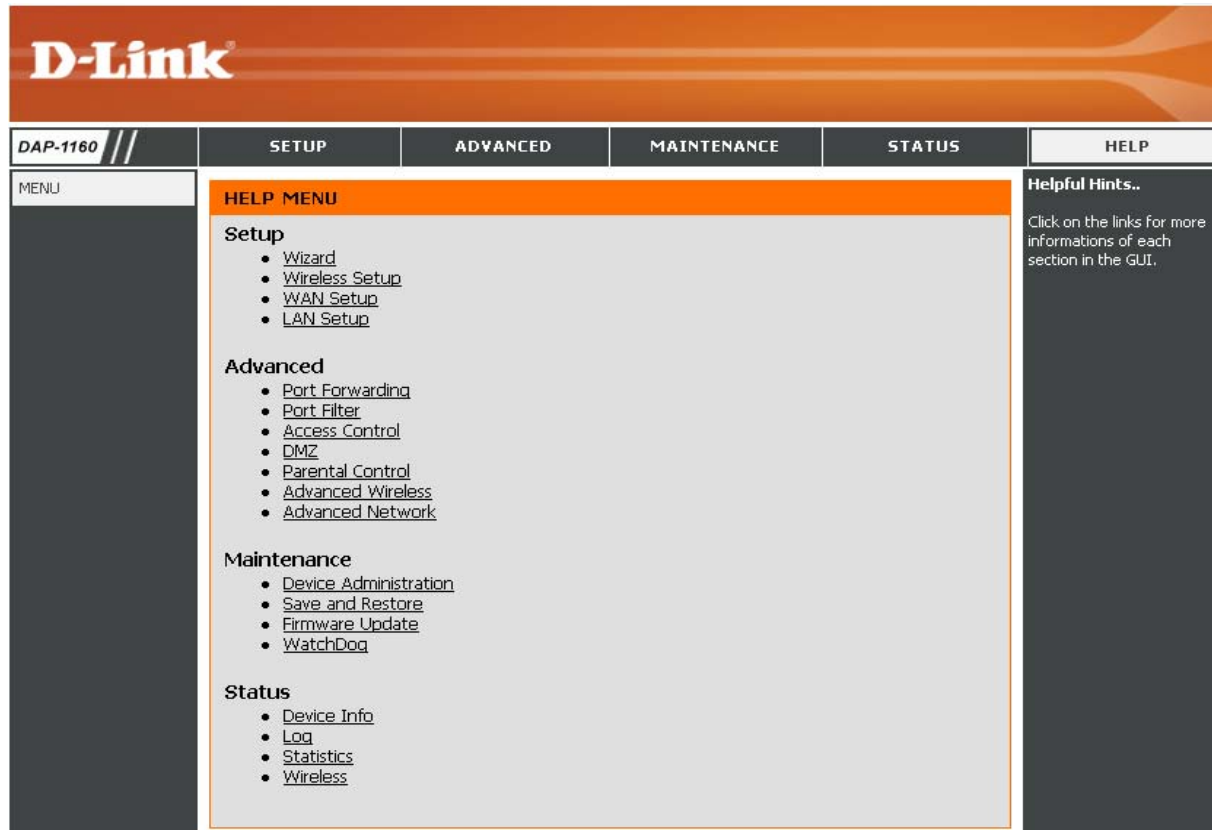 D-Link®
DAP-1160
SETUP
ADVANCED
MAINTENANCE
STATUS
HELP
MENU
HELP MENU
Setup
• Wizard
• Wireless Setup
• WAN Setup
• LAN Setup
Advanced
• Port Forwarding
• Port Filter
• Access Control
• DMZ
• Parental Control
• Advanced Wireless
• Advanced Network
Maintenance
• Device Administration
• Save and Restore
• Firmware Update
• WatchDog
Status
• Device Info
• Log
• Statistics
• Wireless
Helpful Hints..
Click on the links for more
informations of each
section in the GUI.